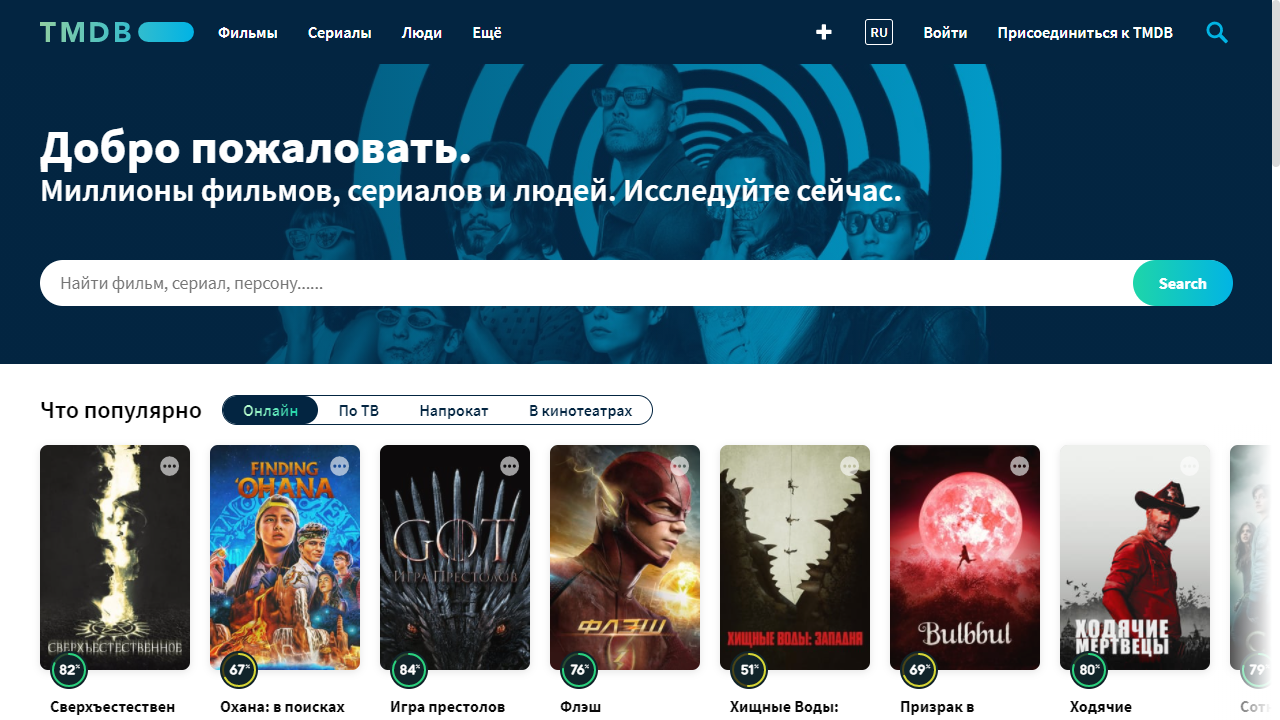 TMDB Фильмы Сериалы Люди Ещё RU Войти Присоединиться к TMDB
Добро пожаловать.
Миллионы фильмов, сериалов и людей. Исследуйте сейчас.
Найти фильм, сериал, персону...... Search
Что популярно Онлайн По ТВ Напрокат В кинотеатрах
СВЕРХЪЕСТЕСТВЕННОЕ
FINDING
'OHANA
GOT
ИГРА ПРЕСТОЛОВ
ФЛЭШ
ХИЩНЫЕ ВОДЫ: ЗАПАДНЯ
Bulbbul
ХОДЯЧИЕ
МЕРТВЕЦЫ
82% 67% 84% 76% 51% 69% 80% 79%
Сверхъестествен Охана: в поисках Игра престолов Флэш Хищные Воды: Призрак в Ходячие